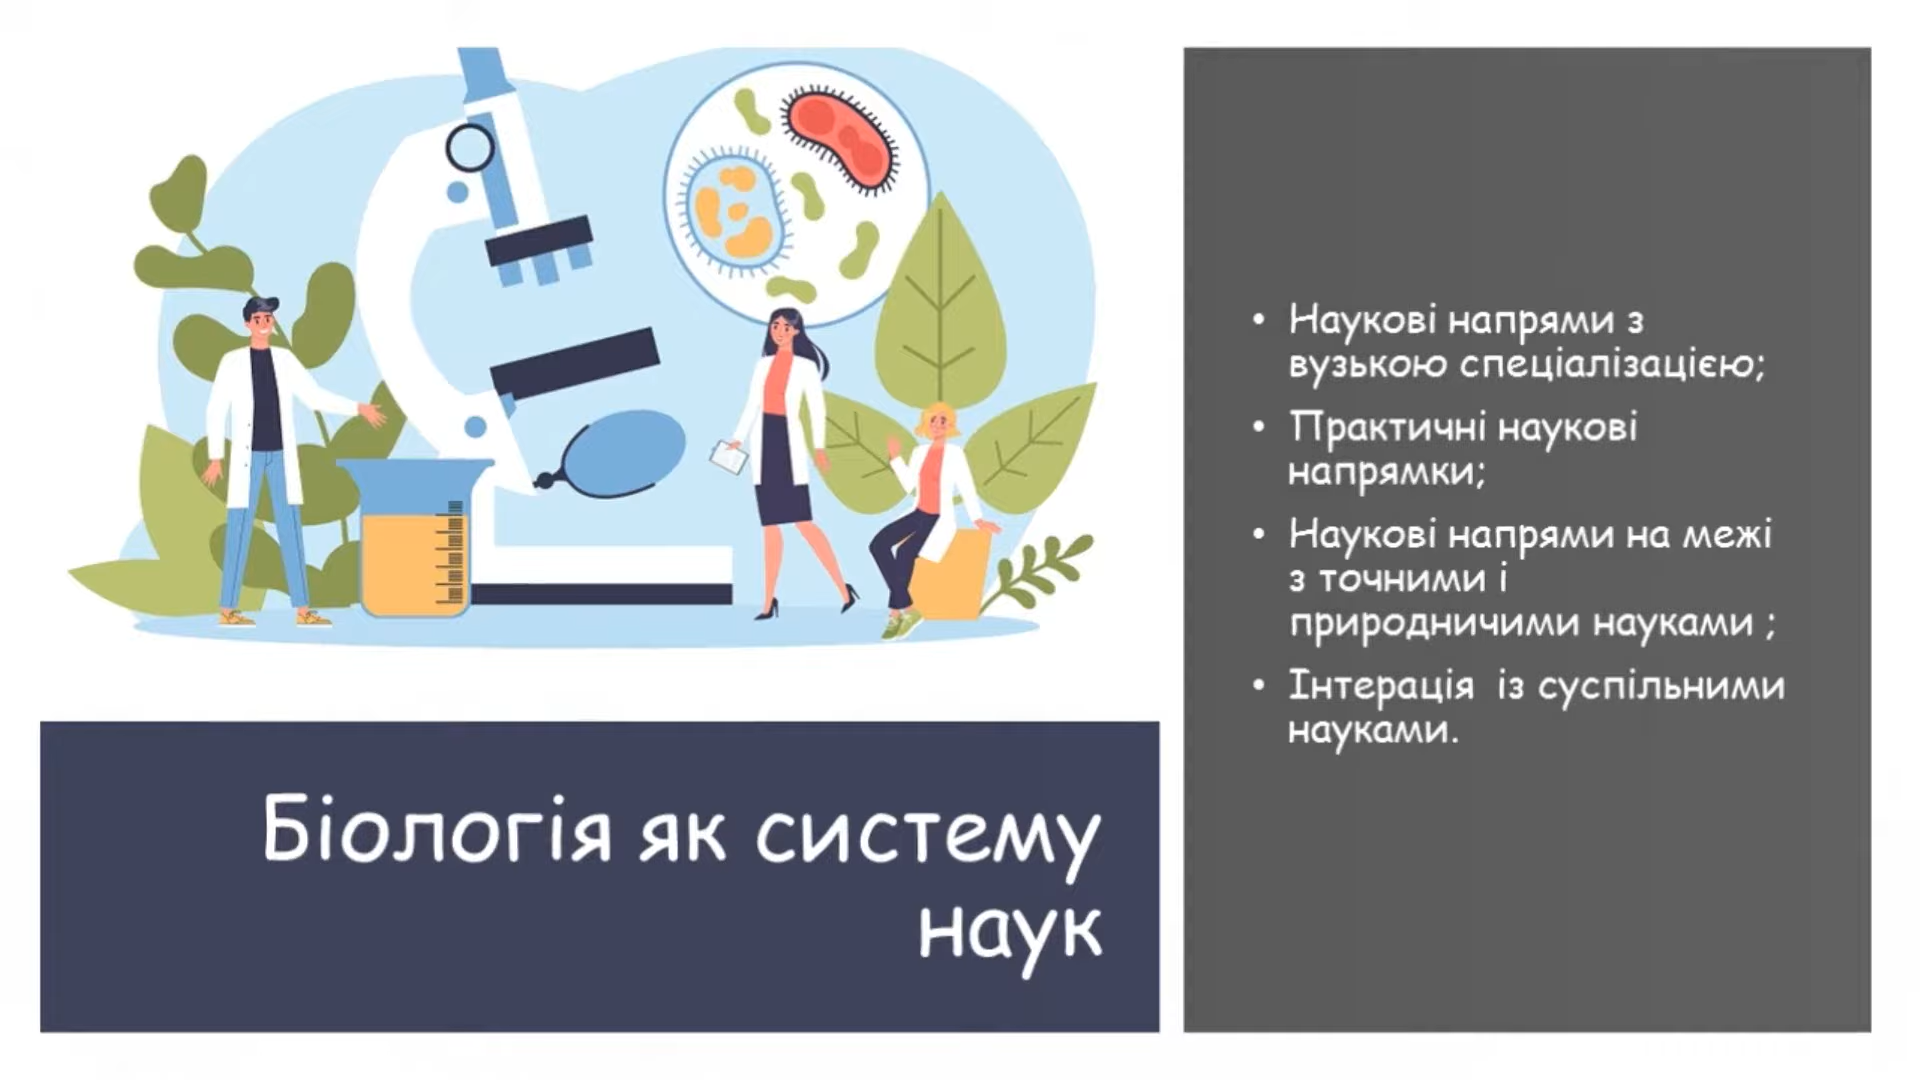 • Наукові напрями з
вузькою спеціалізацією;
• Практичні наукові
напрямки;
• Наукові напрями на межі
з точними і
природничими науками ;
• Інтерація із суспільними
науками.
Біологія як систему
наук